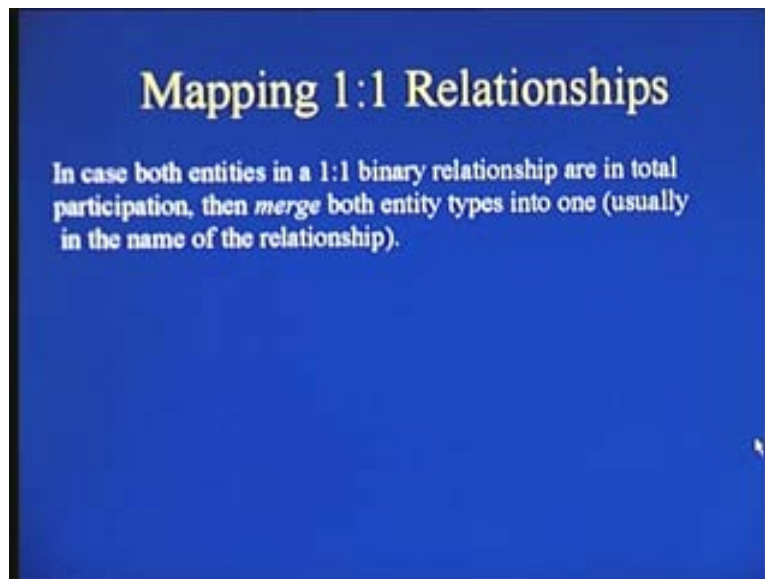 Mapping 1:1 Relationships
In case both entities in a 1:1 binary relationship are in total
participation, then merge both entity types into one (usually
in the name of the relationship).